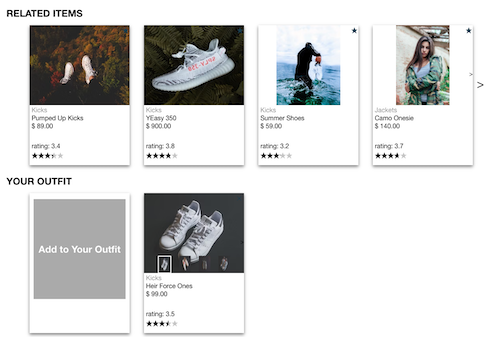 RELATED ITEMS
Kicks
Pumped Up Kicks
$ 89.00
rating: 3.4
Kicks
YEasy 350
$ 900.00
rating: 3.8
Kicks
Summer Shoes
$ 59.00
rating: 3.2
Jackets
Camo Onesie
$ 140.00
rating: 3.7
>
>
YOUR OUTFIT
Add to Your Outfit
Kicks
Heir Force Ones
$ 99.00
rating: 3.5